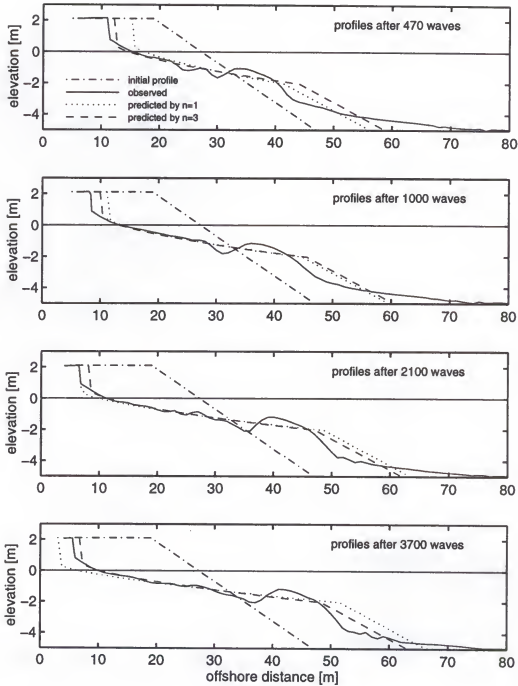 profiles after 470 waves
elevation [m]
2
0
−2
−4
initial profile
observed
predicted by n=1
predicted by n=3
0 10 20 30 40 50 60 70 80
profiles after 1000 waves
elevation [m]
2
0
−2
−4
0 10 20 30 40 50 60 70 80
profiles after 2100 waves
elevation [m]
2
0
−2
−4
0 10 20 30 40 50 60 70 80
profiles after 3700 waves
elevation [m]
2
0
−2
−4
0 10 20 30 40 50 60 70 80
offshore distance [m]